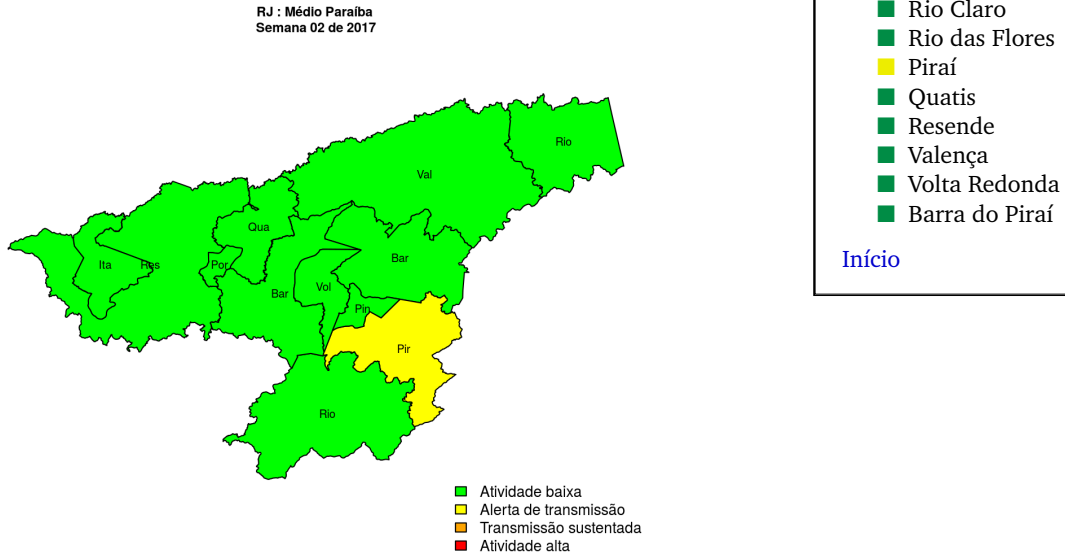 RJ : Médio Paraíba
Semana 02 de 2017
Rio
Val
Qua
Ita
Res
Por
Bar
Bar
Vol
Pin
Pir
Rio
Atividade baixa
Alerta de transmissão
Transmissão sustentada
Atividade alta
Rio Claro
Rio das Flores
Piraí
Quatis
Resende
Valença
Volta Redonda
Barra do Piraí
Início